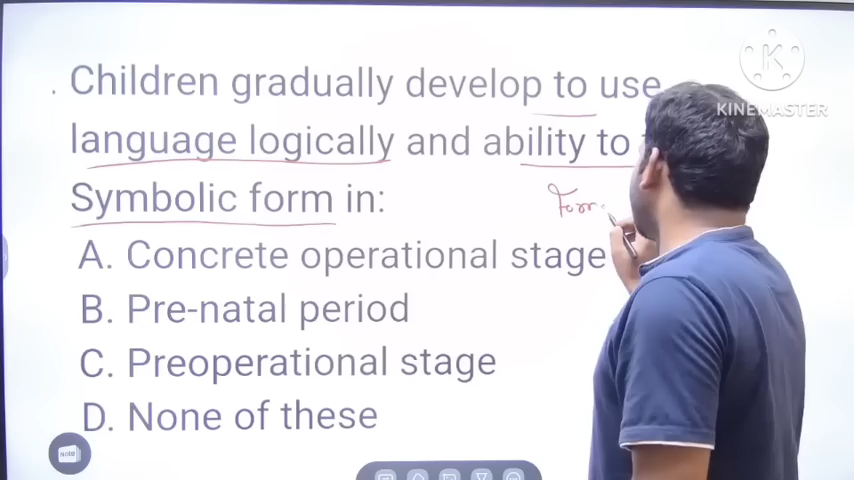 . Children gradually develop to use
language logically and ability to
Symbolic form in:
Form
A. Concrete operational stage
B. Pre-natal period
C. Preoperational stage
D. None of these
KINEMASTER